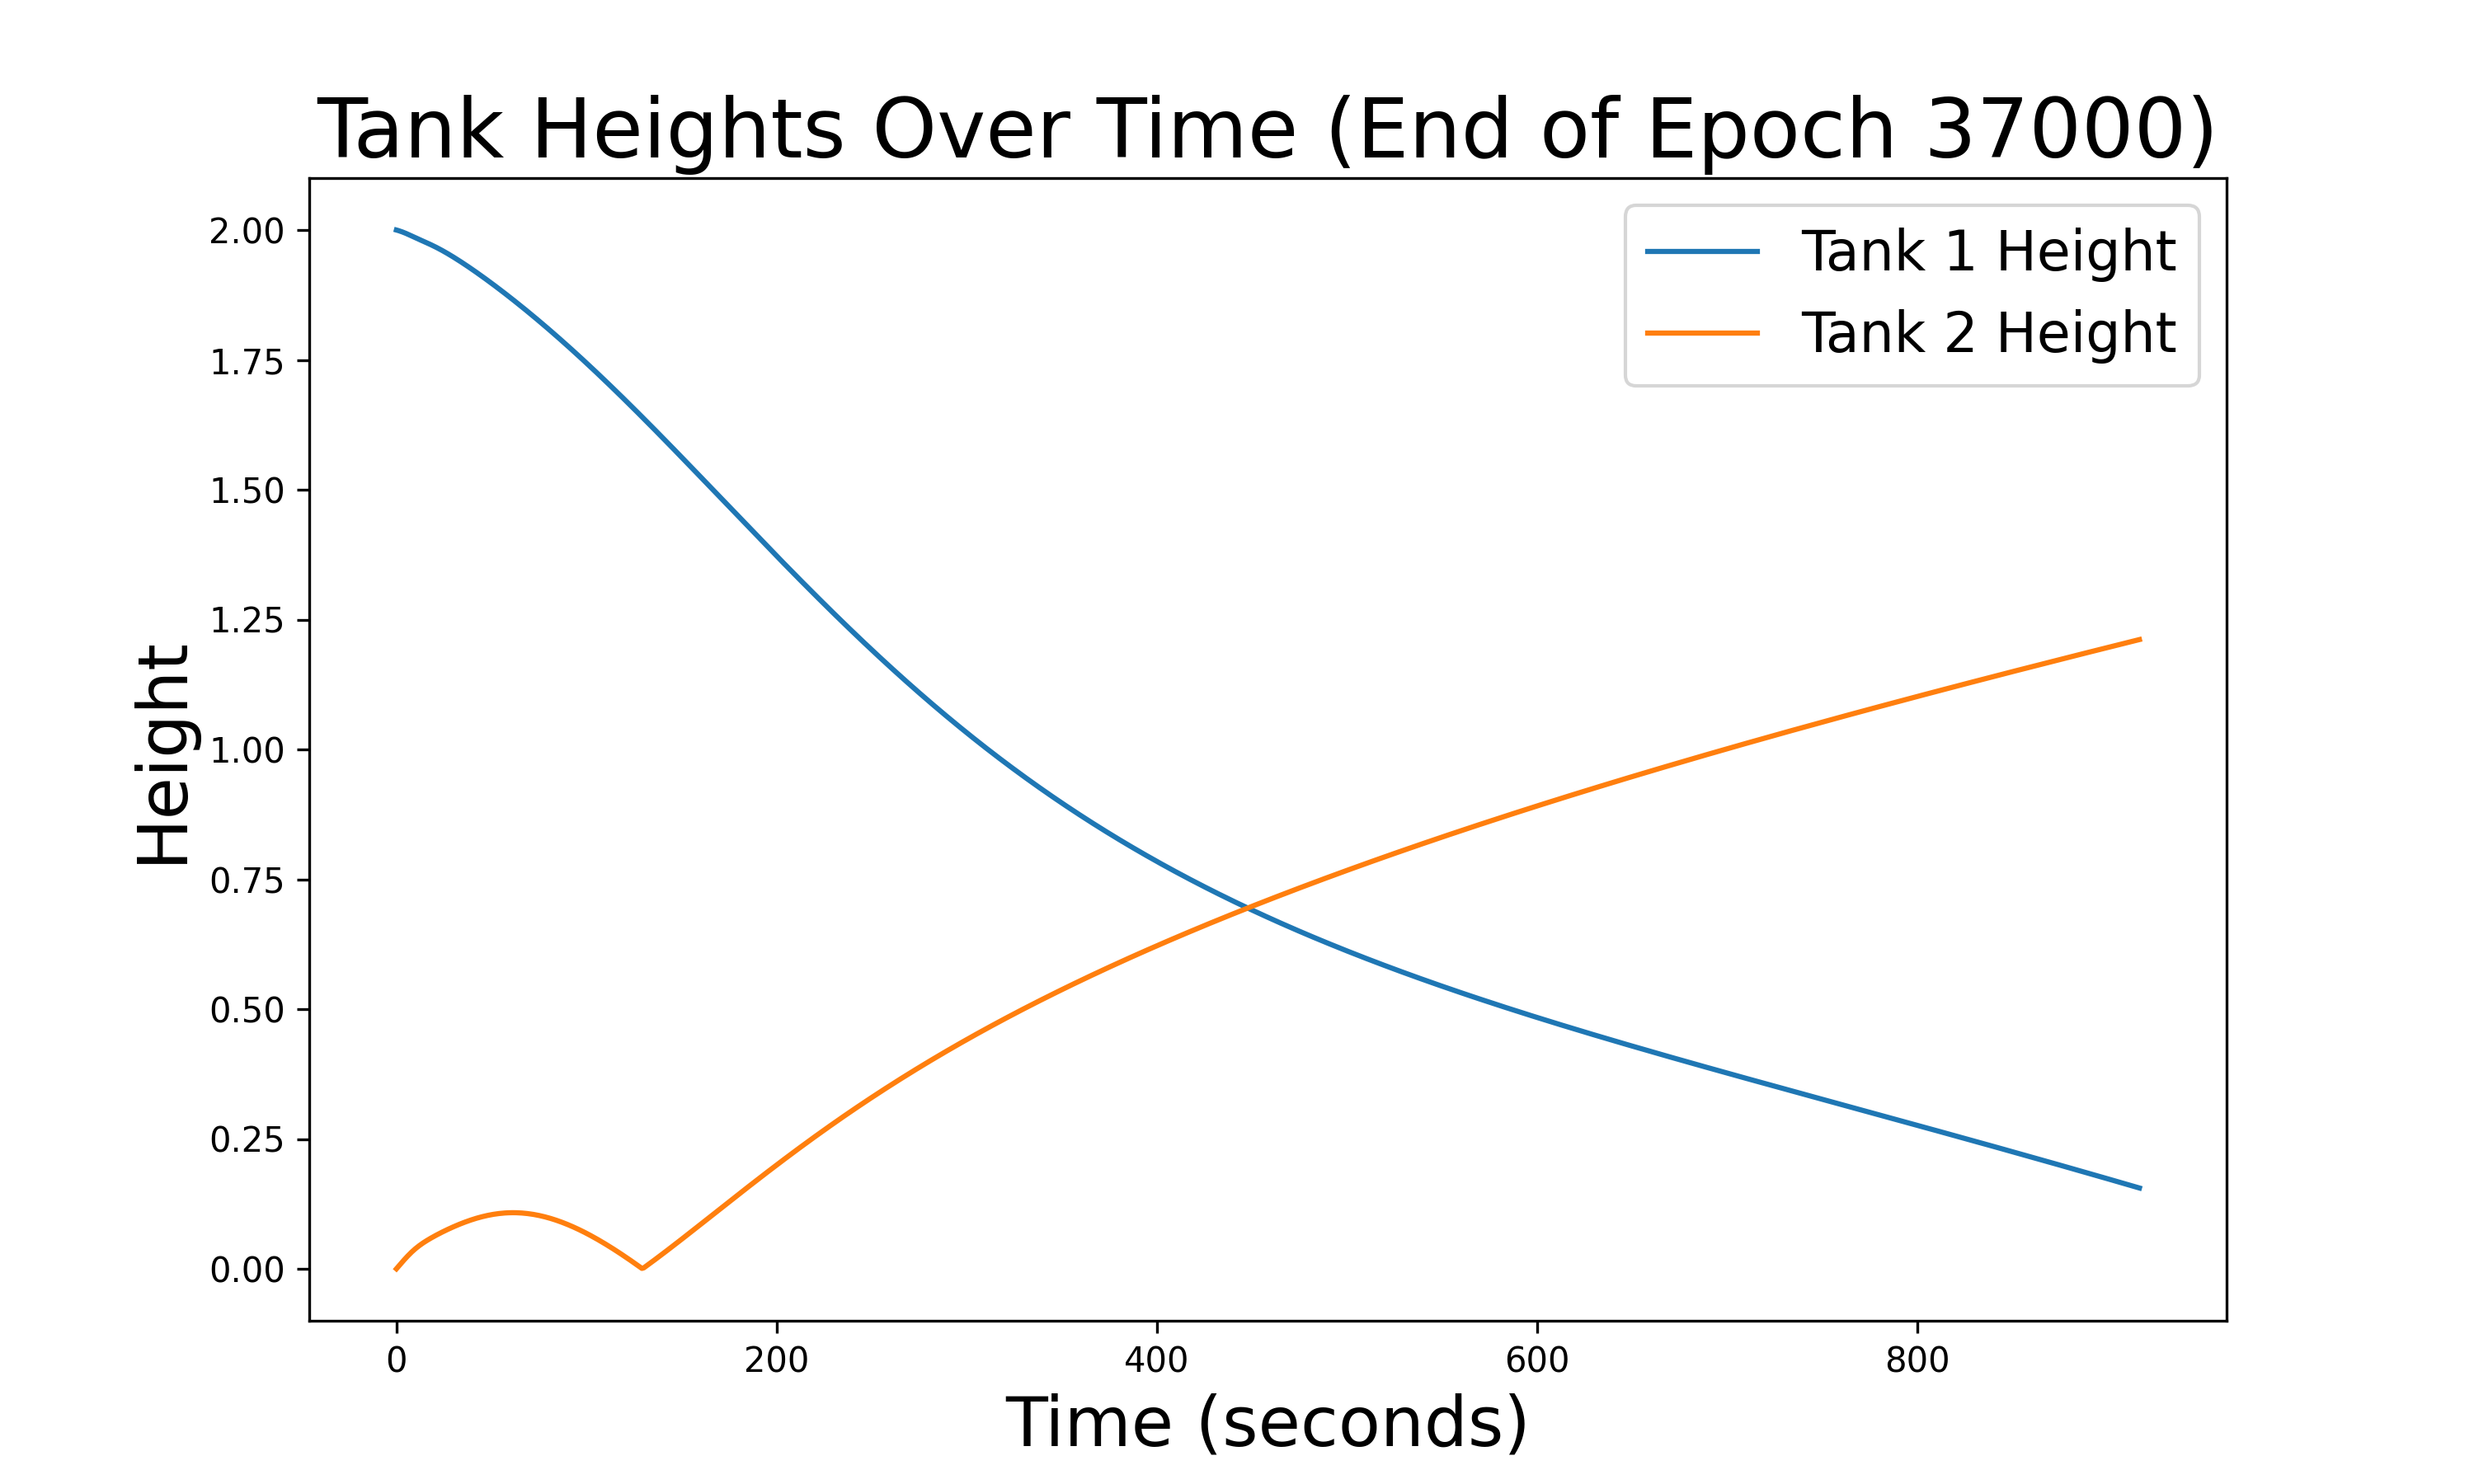 Tank Heights Over Time (End of Epoch 37000)
Tank 1 Height
Tank 2 Height
Height
2.00
1.75
1.50
1.25
1.00
0.75
0.50
0.25
0.00
0 200 400 600 800
Time (seconds)